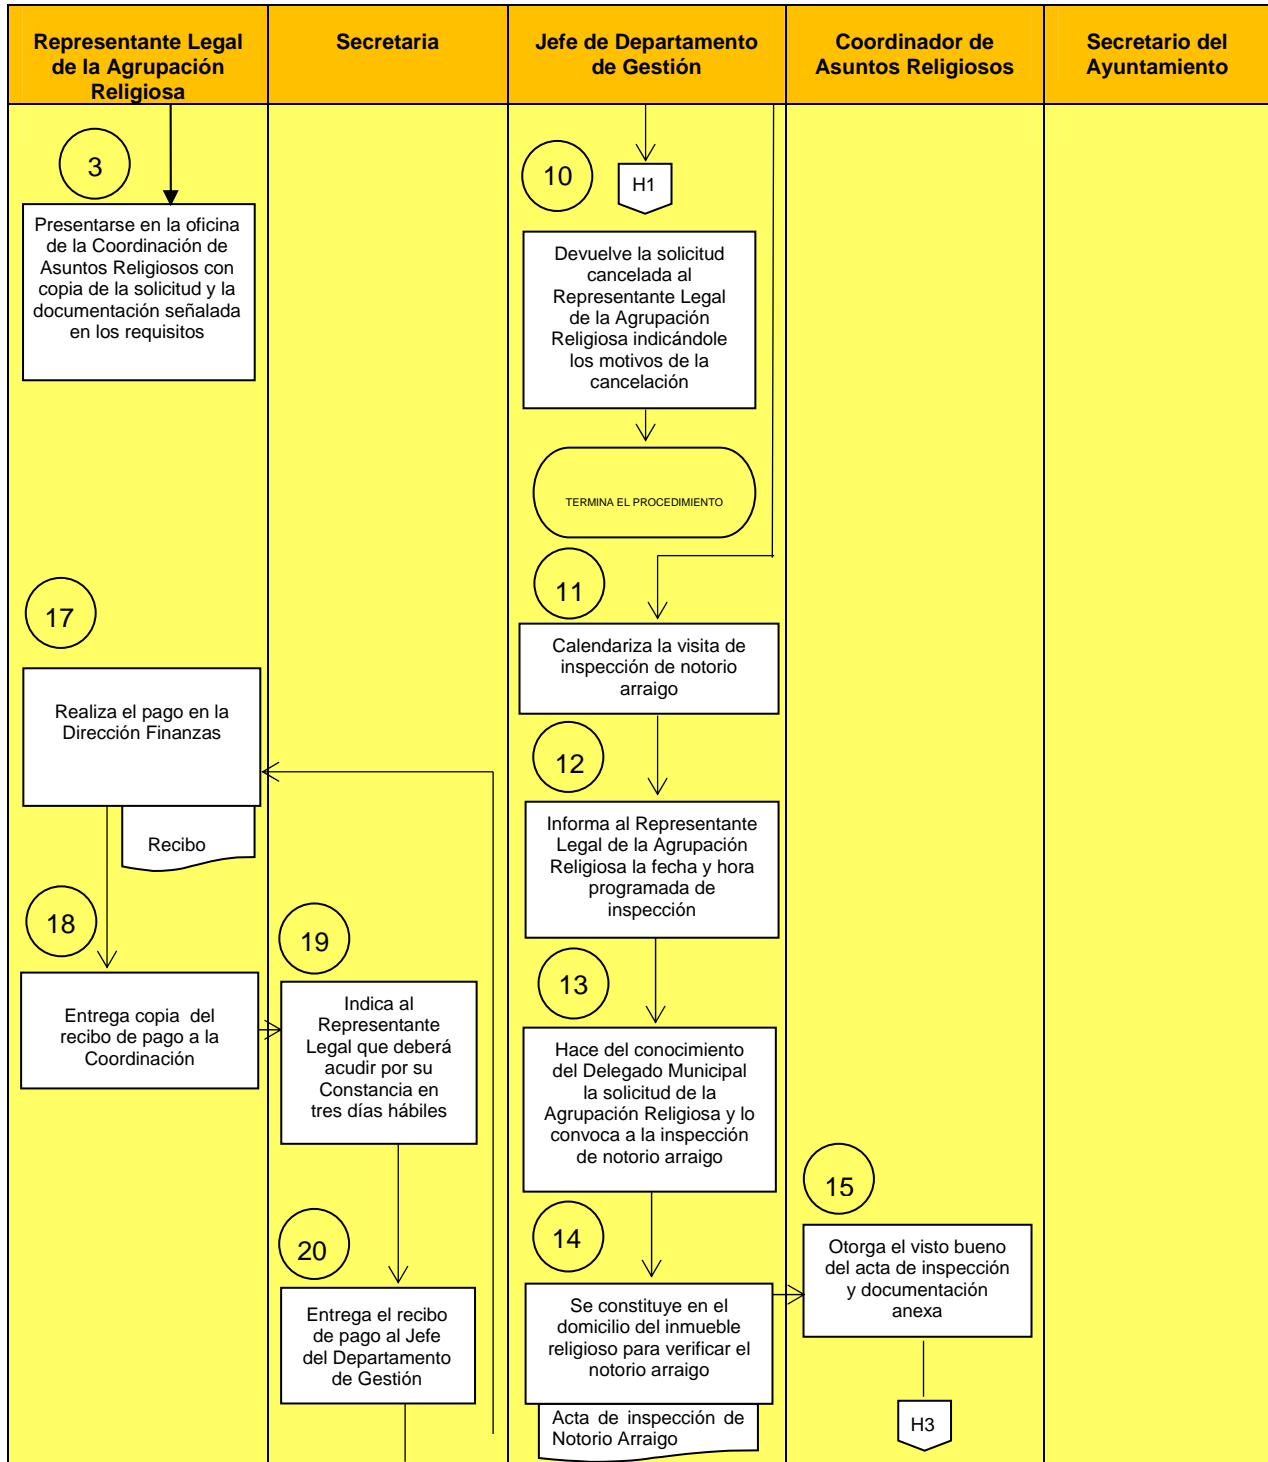 Representante Legal
de la Agrupación
Religiosa
Secretaria
Jefe de Departamento
de Gestión
Coordinador de
Asuntos Religiosos
Secretario del
Ayuntamiento
3
Presentarse en la oficina
de la Coordinación de
Asuntos Religiosos con
copia de la solicitud y la
documentación señalada
en los requisitos
10
H1
Devuelve la solicitud
cancelada al
Representante Legal
de la Agrupación
Religiosa indicándole
los motivos de la
cancelación
TERMINA EL PROCEDIMIENTO
11
Calendariza la visita de
inspección de notorio
arraigo
12
Informa al Representante
Legal de la Agrupación
Religiosa la fecha y hora
programada de
inspección
13
Hace del conocimiento
del Delegado Municipal
la solicitud de la
Agrupación Religiosa y lo
convoca a la inspección
de notorio arraigo
14
Se constituye en el
domicilio del inmueble
religioso para verificar el
notorio arraigo
Acta de inspección de
Notorio Arraigo
15
Otorga el visto bueno
del acta de inspección
y documentación
anexa
H3
17
Realiza el pago en la
Dirección Finanzas
Recibo
18
Entrega copia del
recibo de pago a la
Coordinación
19
Indica al
Representante
Legal que deberá
acudir por su
Constancia en
tres días hábiles
20
Entrega el recibo
de pago al Jefe
del Departamento
de Gestión